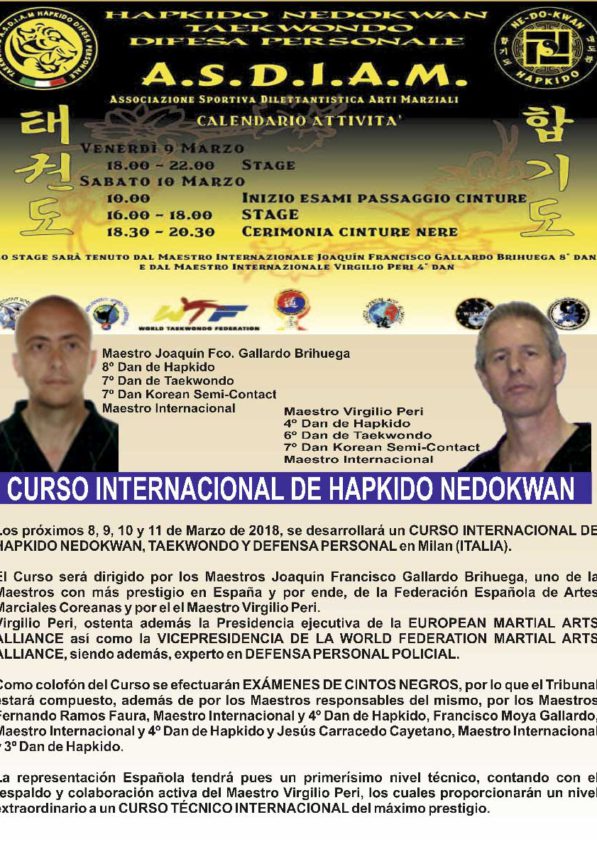 HAPKIDO NEDOKWAN
TAEKWONDO
DIFESA PERSONALE
A.S.D.I.A.M.
ASSOCIAZIONE SPORTIVA DILETTANTISTICA ARTI MARZIALI
CALENDARIO ATTIVITA'
NE-DO-KWAN
HAPKIDO
태권도
합기도
VENERDÌ 9 MARZO
18.00 - 22.00 STAGE
SABATO 10 MARZO
10.00 INIZIO ESAMI PASSAGGIO CINTURE
16.00 - 18.00 STAGE
18.30 - 20.30 CERIMONIA CINTURE NERE
LO STAGE SARÀ TENUTO DAL MAESTRO INTERNAZIONALE JOAQUÍN FRANCISCO GALLARDO BRIHUEGA 8° DAN
E DAL MAESTRO INTERNAZIONALE VIRGILIO PERI 4° DAN
WTF
WORLD TAEKWONDO FEDERATION
Maestro Joaquín Fco. Gallardo Brihuega
8º Dan de Hapkido
7º Dan de Taekwondo
7º Dan Korean Semi-Contact
Maestro Internacional
Maestro Virgilio Peri
4º Dan de Hapkido
6º Dan de Taekwondo
7º Dan Korean Semi-Contact
Maestro Internacional
CURSO INTERNACIONAL DE HAPKIDO NEDOKWAN
Los próximos 8, 9, 10 y 11 de Marzo de 2018, se desarrollará un CURSO INTERNACIONAL DE
HAPKIDO NEDOKWAN, TAEKWONDO Y DEFENSA PERSONAL en Milan (ITALIA).
El Curso será dirigido por los Maestros Joaquín Francisco Gallardo Brihuega, uno de la
Maestros con más prestigio en España y por ende, de la Federación Española de Artes
Marciales Coreanas y por el el Maestro Virgilio Peri.
Virgilio Peri, ostenta además la Presidencia ejecutiva de la EUROPEAN MARTIAL ARTS
ALLIANCE así como la VICEPRESIDENCIA DE LA WORLD FEDERATION MARTIAL ARTS
ALLIANCE, siendo además, experto en DEFENSA PERSONAL POLICIAL.
Como colofón del Curso se efectuarán EXÁMENES DE CINTOS NEGROS, por lo que el Tribunal
estará compuesto, además de por los Maestros responsables del mismo, por los Maestros
Fernando Ramos Faura, Maestro Internacional y 4º Dan de Hapkido, Francisco Moya Gallardo,
Maestro Internacional y 4º Dan de Hapkido y Jesús Carracedo Cayetano, Maestro Internacional
y 3º Dan de Hapkido.
La representación Española tendrá pues un primerísimo nivel técnico, contando con el
respaldo y colaboración activa del Maestro Virgilio Peri, los cuales proporcionarán un nivel
extraordinario a un CURSO TÉCNICO INTERNACIONAL del máximo prestigio.